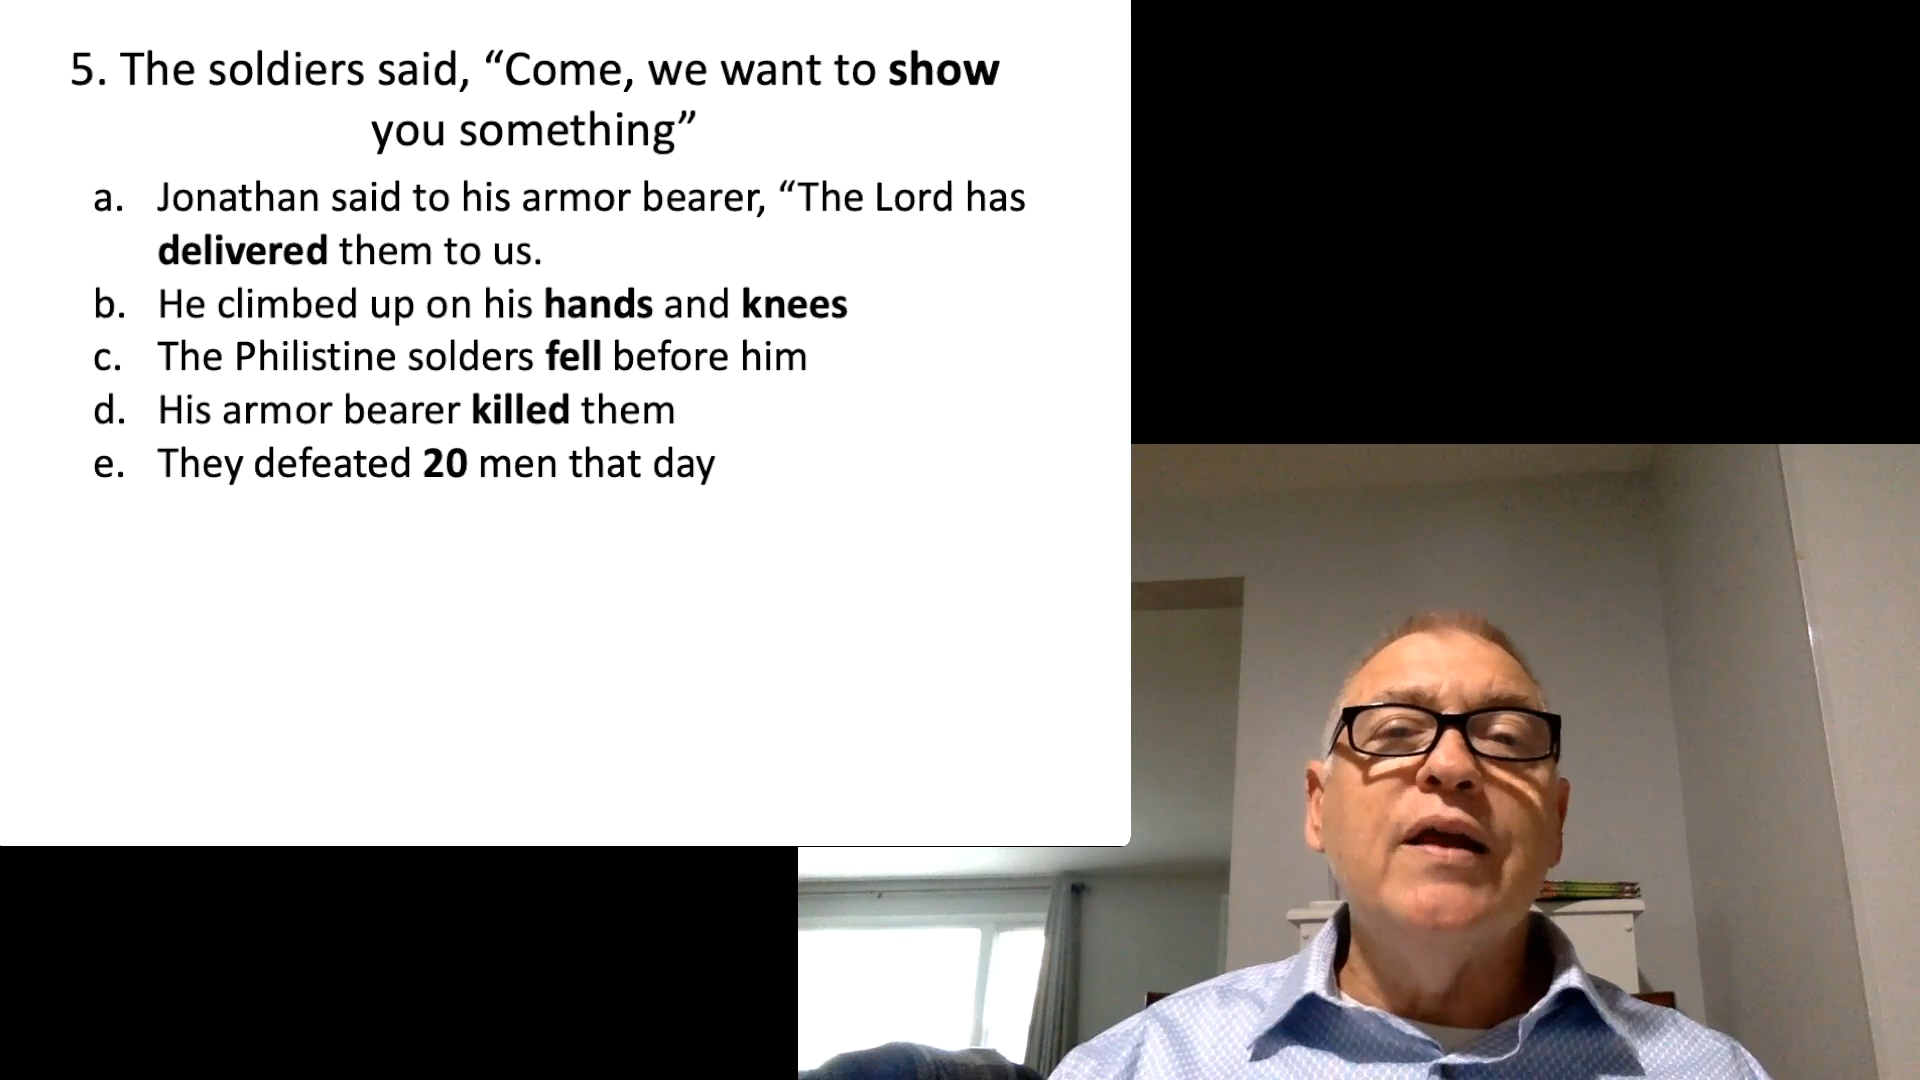 5. The soldiers said, “Come, we want to show
you something”
a. Jonathan said to his armor bearer, “The Lord has
delivered them to us.
b. He climbed up on his hands and knees
c. The Philistine solders fell before him
d. His armor bearer killed them
e. They defeated 20 men that day